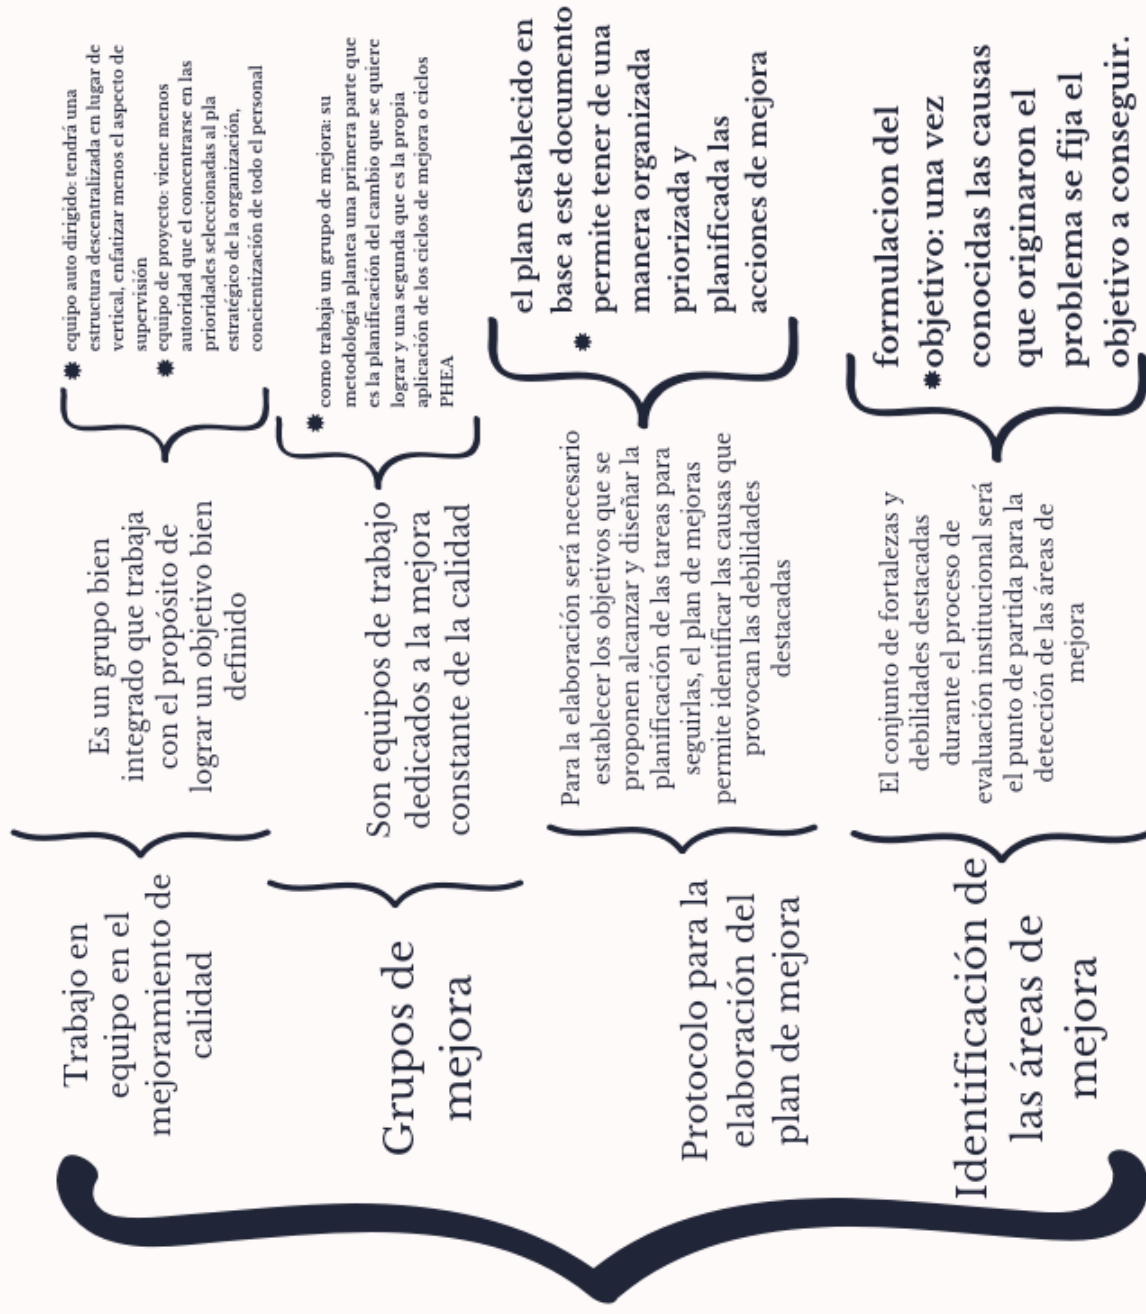 Trabajo en
equipo en el
mejoramiento de
calidad
Es un grupo bien
integrado que trabaja
con el propósito de
lograr un objetivo bien
definido
equipo auto dirigido: tendrá una
estructura descentralizada en lugar de
vertical, enfatizar menos el aspecto de
supervisión
equipo de proyecto: viene menos
autoridad que el concentrarse en las
prioridades seleccionadas al pla
estratégico de la organización,
concientización de todo el personal
Grupos de
mejora
Son equipos de trabajo
dedicados a la mejora
constante de la calidad
como trabaja un grupo de mejora: su
metodología plantea una primera parte que
es la planificación del cambio que se quiere
lograr y una segunda que es la propia
aplicación de los ciclos de mejora o ciclos
PHEA
Protocolo para la
elaboración del
plan de mejora
Para la elaboración será necesario
establecer los objetivos que se
proponen alcanzar y diseñar la
planificación de las tareas para
seguirlas, el plan de mejoras
permite identificar las causas que
provocan las debilidades
destacadas
el plan establecido en
base a este documento
permite tener de una
manera organizada
priorizada y
planificada las
acciones de mejora
Identificación de
las áreas de
mejora
El conjunto de fortalezas y
debilidades destacadas
durante el proceso de
evaluación institucional será
el punto de partida para la
detección de las áreas de
mejora
formulacion del
objetivo: una vez
conocidas las causas
que originaron el
problema se fija el
objetivo a conseguir.